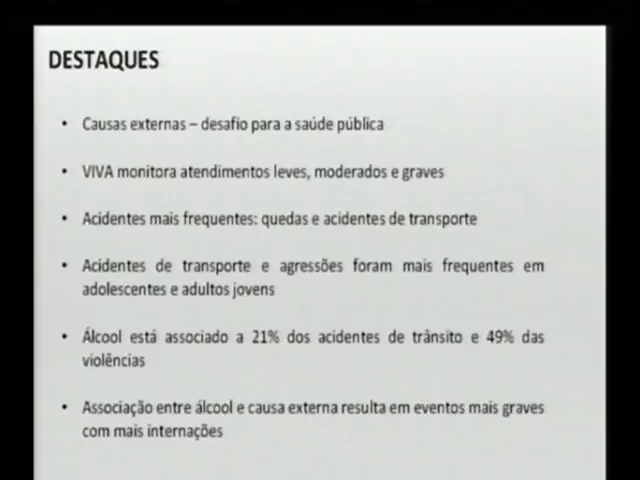 DESTAQUES
• Causas externas – desafio para a saúde pública
• VIVA monitora atendimentos leves, moderados e graves
• Acidentes mais frequentes: quedas e acidentes de transporte
• Acidentes de transporte e agressões foram mais frequentes em
adolescentes e adultos jovens
• Álcool está associado a 21% dos acidentes de trânsito e 49% das
violências
• Associação entre álcool e causa externa resulta em eventos mais graves
com mais internações